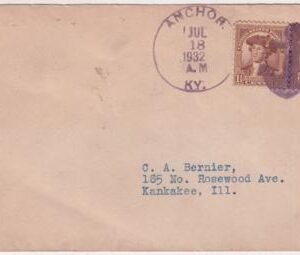 ANCHOR.
JUL
18
1932
A.M
KY.
C. A. Bernier,
185 No. Rosewood Ave.
Kankakee, Ill.